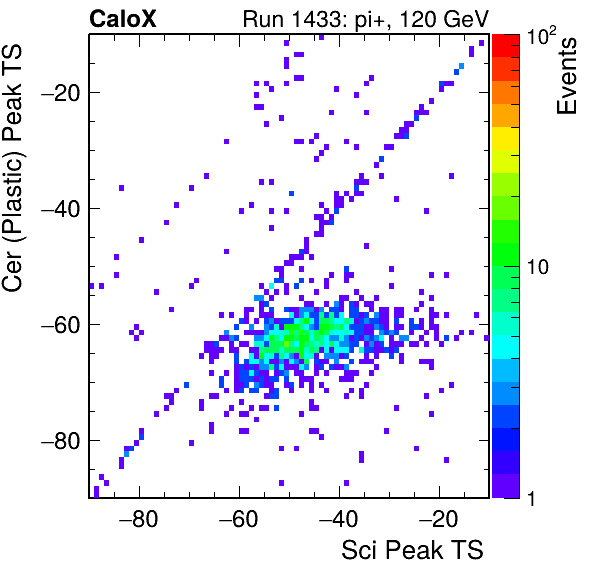 CaloX Run 1433: pi+, 120 GeV
10²
Events
Cer (Plastic) Peak TS
−20
−40
10
−60
−80
1
−80 −60 −40 −20
Sci Peak TS